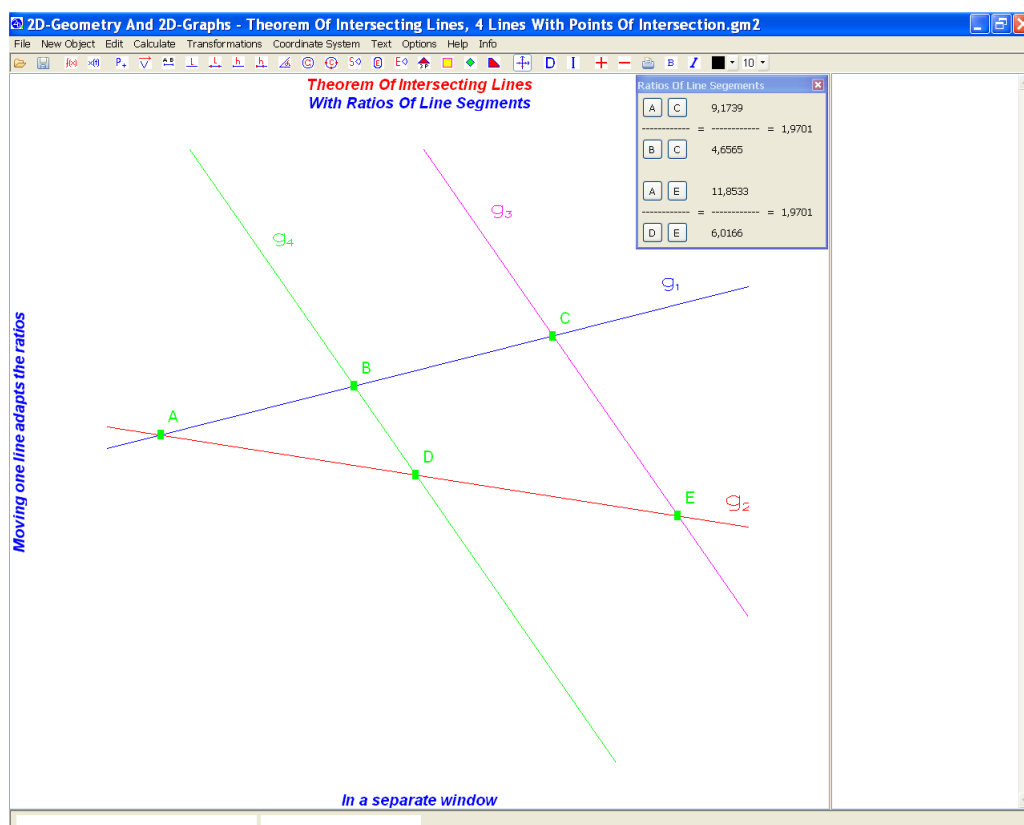 2D-Geometry And 2D-Graphs - Theorem Of Intersecting Lines, 4 Lines With Points Of Intersection.gm2
File New Object Edit Calculate Transformations Coordinate System Text Options Help Info
D I B I 10
Theorem Of Intersecting Lines
With Ratios Of Line Segments
Ratios Of Line Segements
A C 9,1739
------------ = ------------ = 1,9701
B C 4,6565
A E 11,8533
------------ = ------------ = 1,9701
D E 6,0166
g3
g4
g1
C
B
A
D
E
g2
Moving one line adapts the ratios
In a separate window